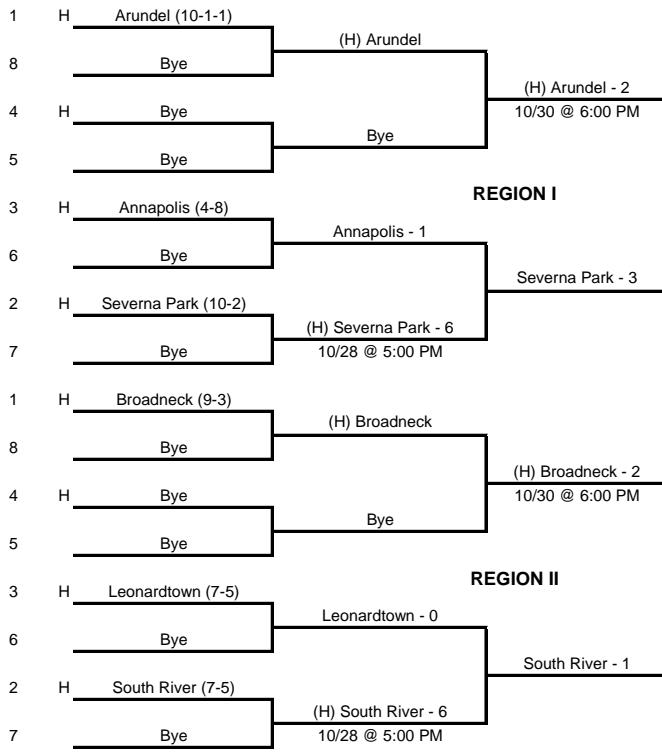 1 H Arundel (10-1-1)
(H) Arundel
8 Bye
(H) Arundel - 2
4 H Bye
10/30 @ 6:00 PM
Bye
5 Bye
REGION I
3 H Annapolis (4-8)
Annapolis - 1
6 Bye
Severna Park - 3
2 H Severna Park (10-2)
(H) Severna Park - 6
7 Bye
10/28 @ 5:00 PM
1 H Broadneck (9-3)
(H) Broadneck
8 Bye
(H) Broadneck - 2
4 H Bye
10/30 @ 6:00 PM
Bye
5 Bye
REGION II
3 H Leonardtown (7-5)
Leonardtown - 0
6 Bye
South River - 1
2 H South River (7-5)
(H) South River - 6
7 Bye
10/28 @ 5:00 PM